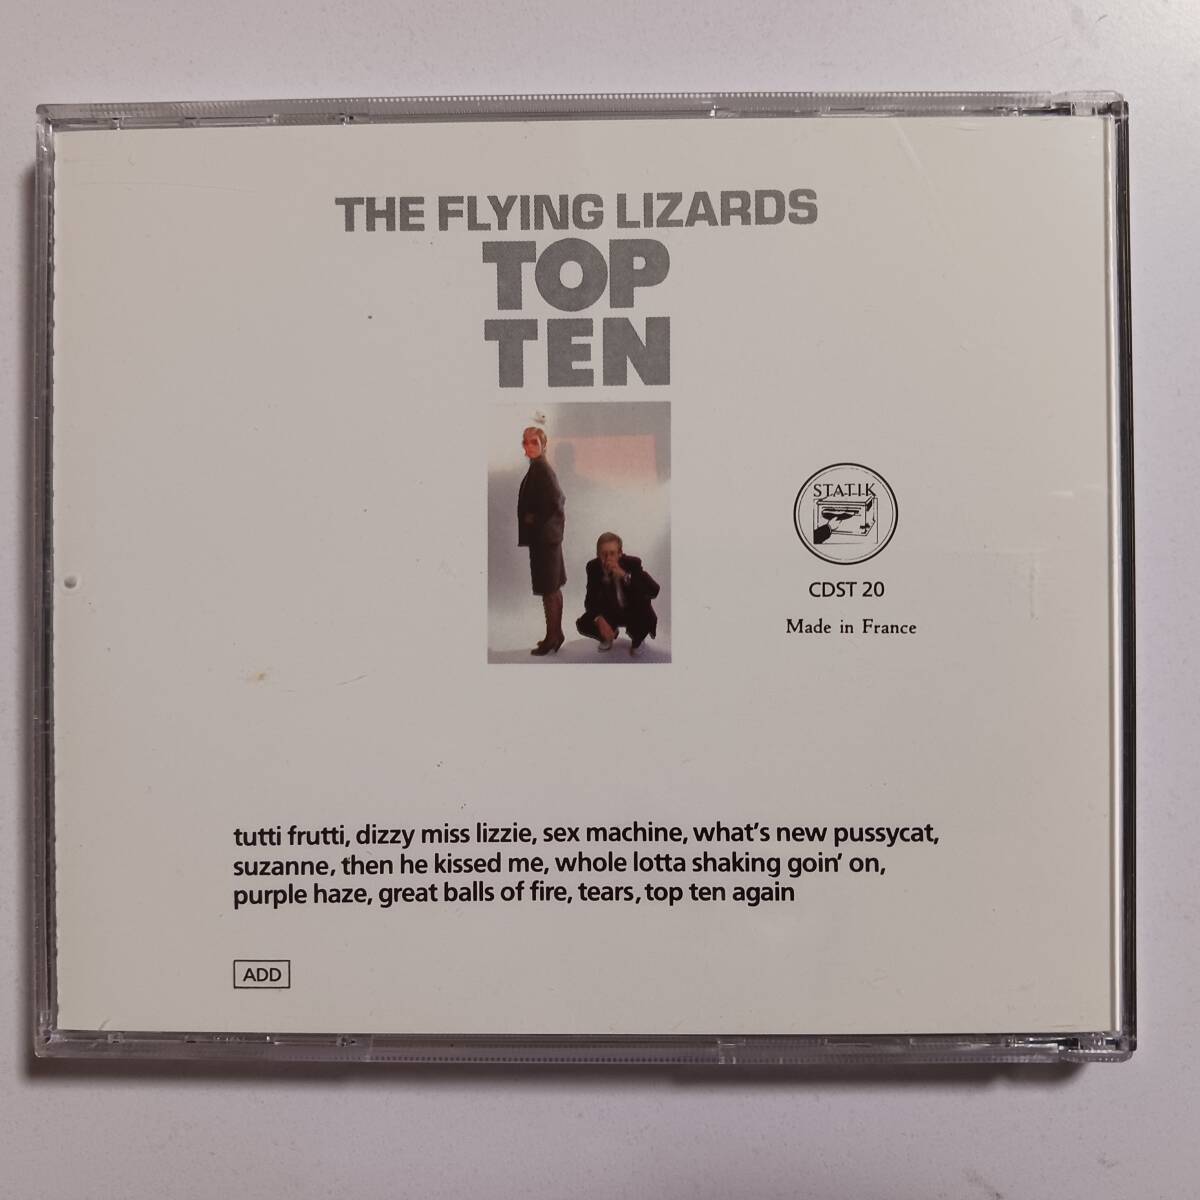 THE FLYING LIZARDS
TOP
TEN
STATIK
CDST 20
Made in France
tutti frutti, dizzy miss lizzie, sex machine, what's new pussycat,
suzanne, then he kissed me, whole lotta shaking goin' on,
purple haze, great balls of fire, tears, top ten again
ADD